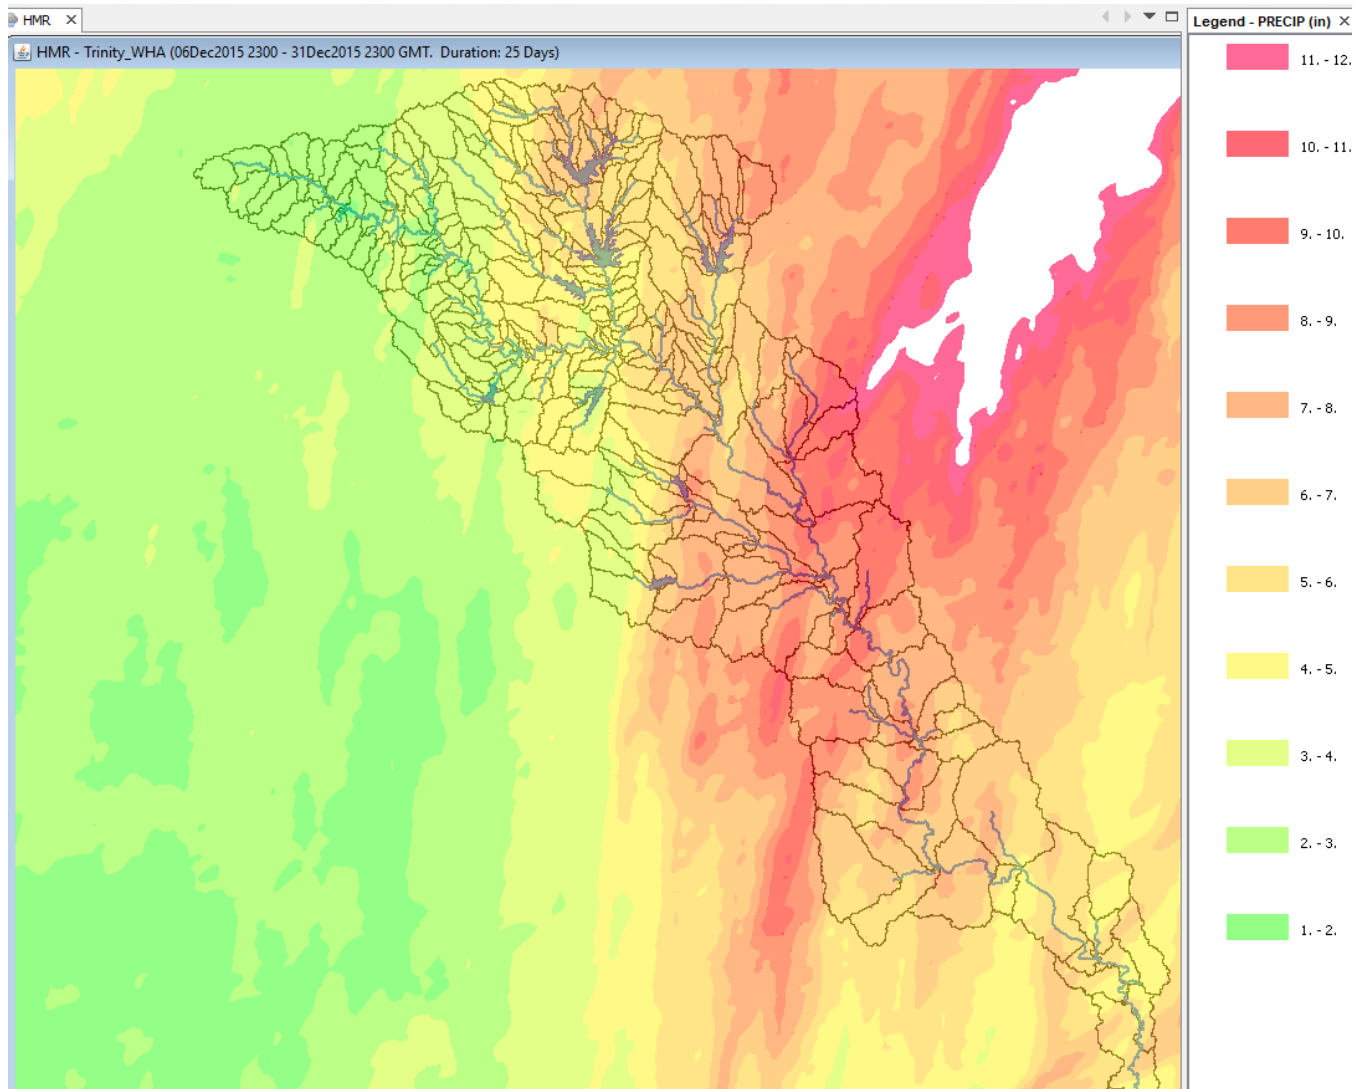 HMR
Legend - PRECIP (in)
HMR - Trinity_WHA (06Dec2015 2300 - 31Dec2015 2300 GMT. Duration: 25 Days)
11. - 12.
10. - 11.
9. - 10.
8. - 9.
7. - 8.
6. - 7.
5. - 6.
4. - 5.
3. - 4.
2. - 3.
1. - 2.